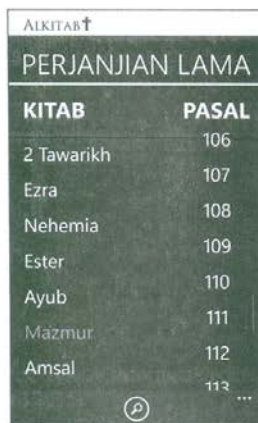 ALKITAB
PERJANJIAN LAMA
KITAB
PASAL
2 Tawarikh
Ezra
Nehemia
Ester
Ayub
Mazmur
Amsal
106
107
108
109
110
111
112
113
...